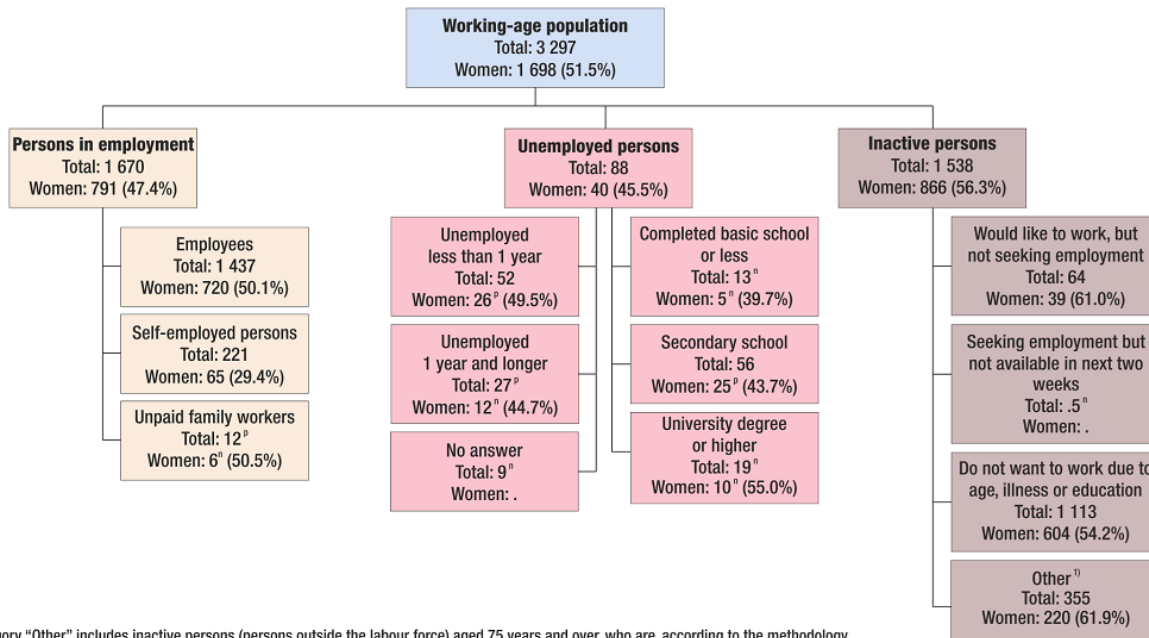 Working-age population
Total: 3 297
Women: 1 698 (51.5%)
Persons in employment
Total: 1 670
Women: 791 (47.4%)
Employees
Total: 1 437
Women: 720 (50.1%)
Self-employed persons
Total: 221
Women: 65 (29.4%)
Unpaid family workers
Total: 12ᵖ
Women: 6ⁿ (50.5%)
Unemployed persons
Total: 88
Women: 40 (45.5%)
Unemployed
less than 1 year
Total: 52
Women: 26ᵖ (49.5%)
Unemployed
1 year and longer
Total: 27ᵖ
Women: 12ⁿ (44.7%)
No answer
Total: 9ⁿ
Women: .
Completed basic school
or less
Total: 13ⁿ
Women: 5ⁿ (39.7%)
Secondary school
Total: 56
Women: 25ᵖ (43.7%)
University degree
or higher
Total: 19ⁿ
Women: 10ⁿ (55.0%)
Inactive persons
Total: 1 538
Women: 866 (56.3%)
Would like to work, but
not seeking employment
Total: 64
Women: 39 (61.0%)
Seeking employment but
not available in next two
weeks
Total: .5ⁿ
Women: .
Do not want to work due to
age, illness or education
Total: 1 113
Women: 604 (54.2%)
Other ¹⁾
Total: 355
Women: 220 (61.9%)
"Other" includes inactive persons (persons outside the labour force) aged 75 years and over, who are, according to the methodology